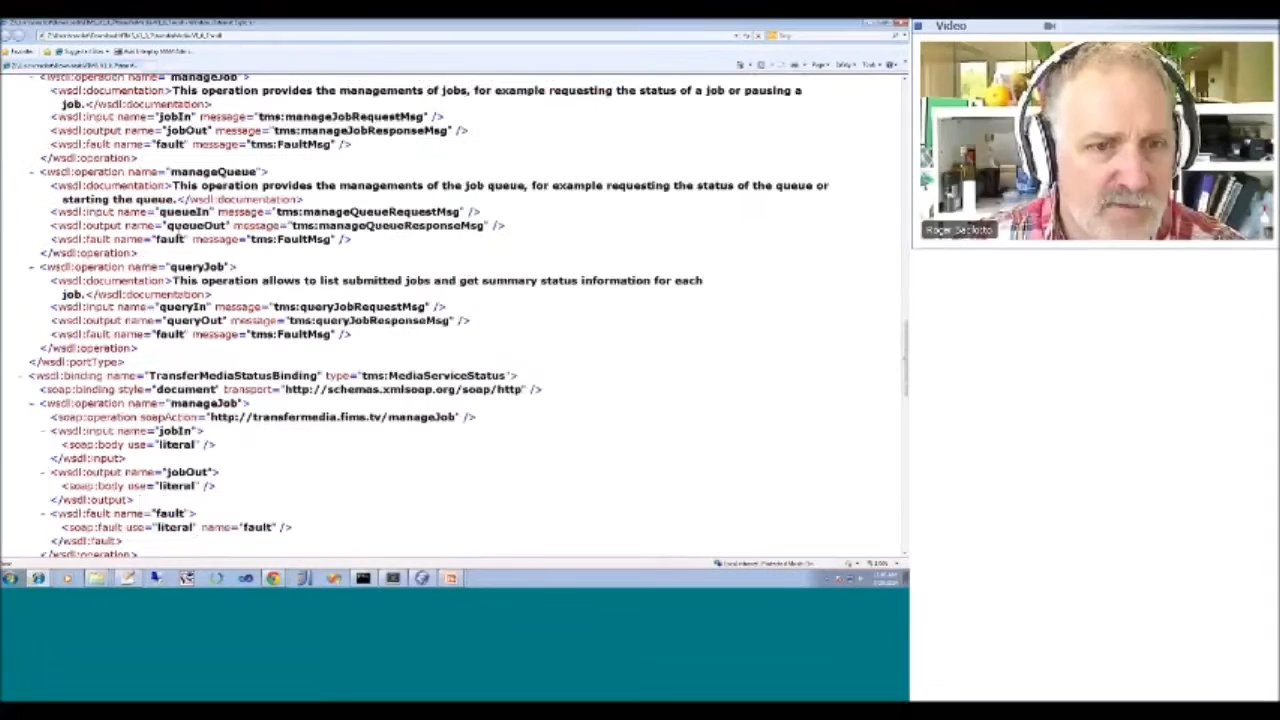 Video
- <wsdl:operation name="manageJob">
<wsdl:documentation>This operation provides the managements of jobs, for example requesting the status of a job or pausing a
job.</wsdl:documentation>
<wsdl:input name="jobIn" message="tms:manageJobRequestMsg" />
<wsdl:output name="jobOut" message="tms:manageJobResponseMsg" />
<wsdl:fault name="fault" message="tms:FaultMsg" />
</wsdl:operation>
- <wsdl:operation name="manageQueue">
<wsdl:documentation>This operation provides the managements of the job queue, for example requesting the status of the queue or
starting the queue.</wsdl:documentation>
<wsdl:input name="queueIn" message="tms:manageQueueRequestMsg" />
<wsdl:output name="queueOut" message="tms:manageQueueResponseMsg" />
<wsdl:fault name="fault" message="tms:FaultMsg" />
</wsdl:operation>
- <wsdl:operation name="queryJob">
<wsdl:documentation>This operation allows to list submitted jobs and get summary status information for each
job.</wsdl:documentation>
<wsdl:input name="queryIn" message="tms:queryJobRequestMsg" />
<wsdl:output name="queryOut" message="tms:queryJobResponseMsg" />
<wsdl:fault name="fault" message="tms:FaultMsg" />
</wsdl:operation>
</wsdl:portType>
- <wsdl:binding name="TransferMediaStatusBinding" type="tms:MediaServiceStatus">
<soap:binding style="document" transport="http://schemas.xmlsoap.org/soap/http" />
- <wsdl:operation name="manageJob">
<soap:operation soapAction="http://transfermedia.fims.tv/manageJob" />
- <wsdl:input name="jobIn">
<soap:body use="literal" />
</wsdl:input>
- <wsdl:output name="jobOut">
<soap:body use="literal" />
</wsdl:output>
- <wsdl:fault name="fault">
<soap:fault use="literal" name="fault" />
</wsdl:fault>
</wsdl:operation>
Roger Sacilotto